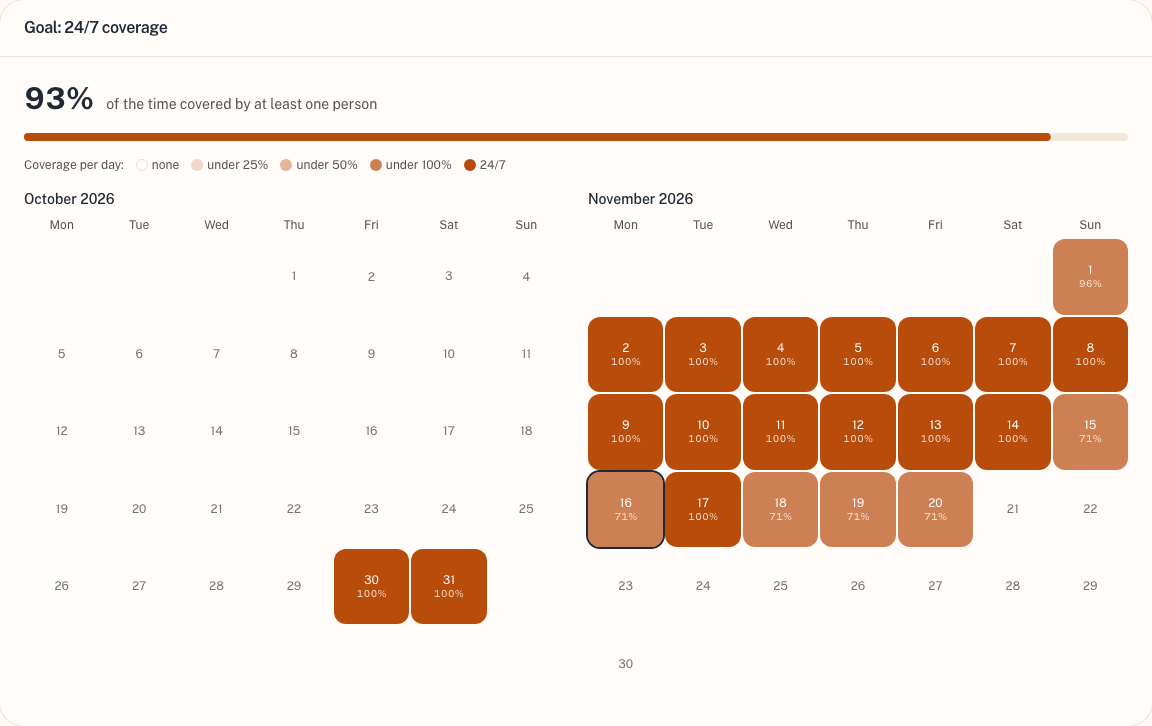 Goal: 24/7 coverage
93% of the time covered by at least one person
Coverage per day: none under 25% under 50% under 100% 24/7
October 2026
Mon Tue Wed Thu Fri Sat Sun
1 2 3 4
5 6 7 8 9 10 11
12 13 14 15 16 17 18
19 20 21 22 23 24 25
26 27 28 29 30 31
100% 100%
November 2026
Mon Tue Wed Thu Fri Sat Sun
1
96%
2 3 4 5 6 7 8
100% 100% 100% 100% 100% 100% 100%
9 10 11 12 13 14 15
100% 100% 100% 100% 100% 100% 71%
16 17 18 19 20 21 22
71% 100% 71% 71% 71%
23 24 25 26 27 28 29
30